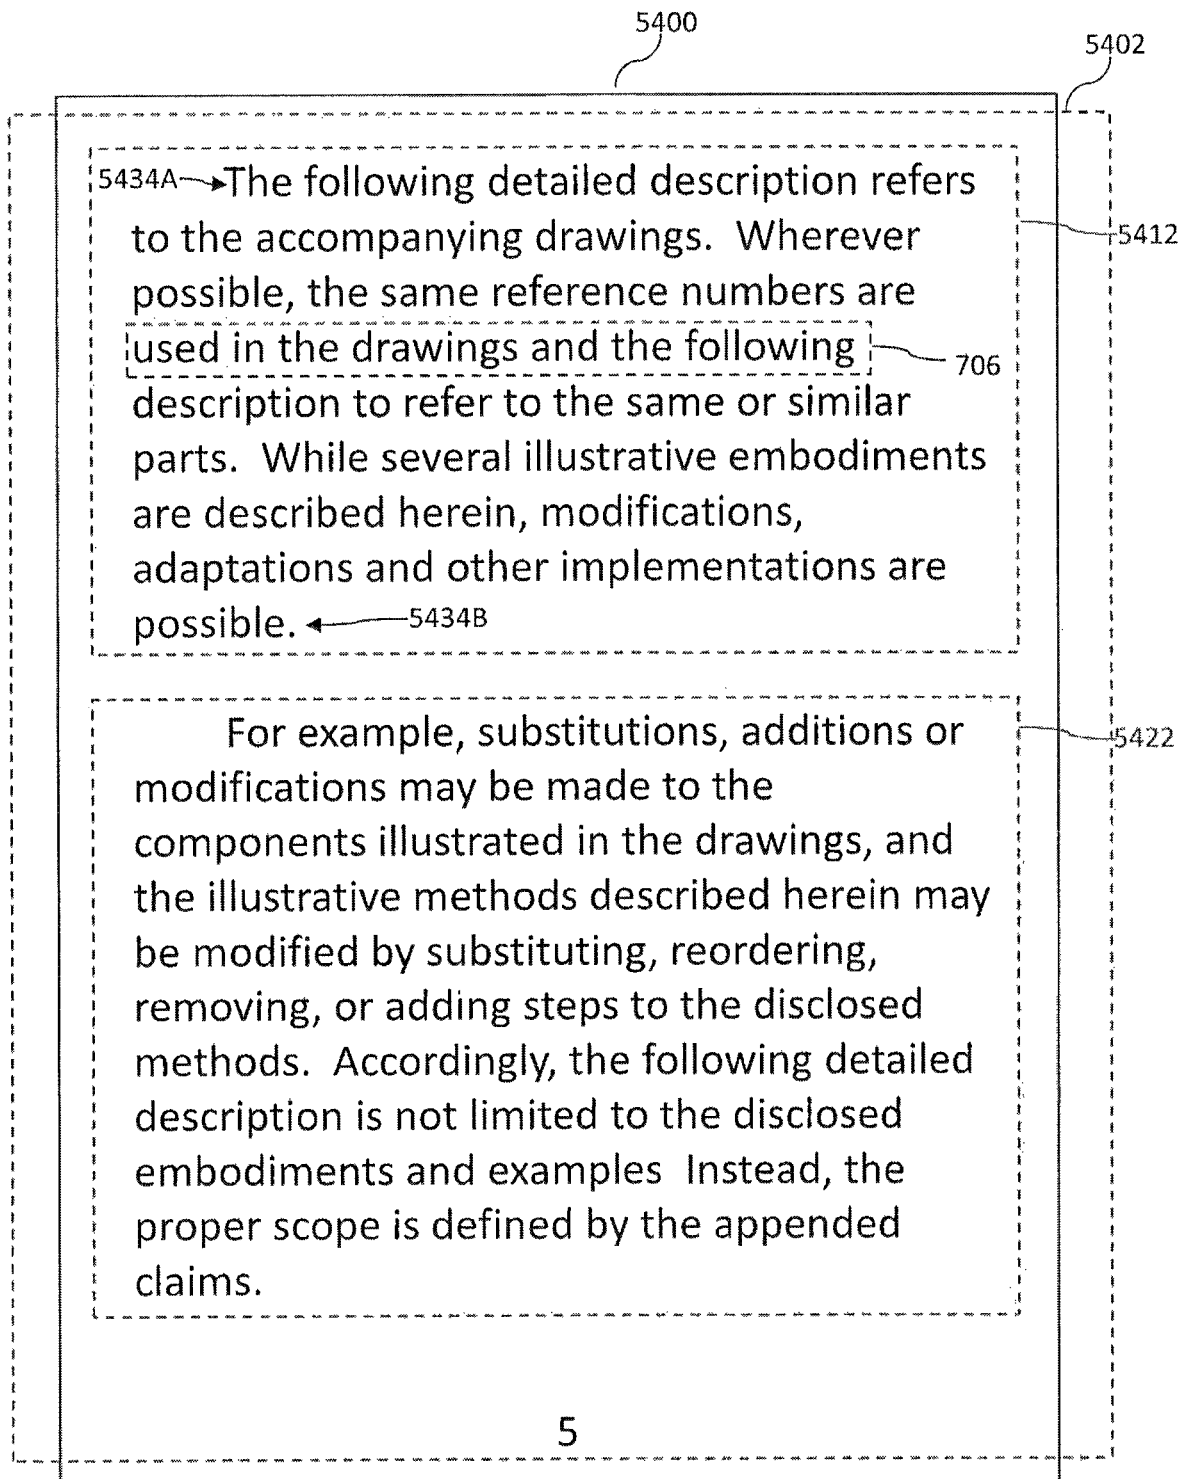 5400
5402
5434A The following detailed description refers
to the accompanying drawings.  Wherever
5412
possible, the same reference numbers are
used in the drawings and the following
706
description to refer to the same or similar
parts.  While several illustrative embodiments
are described herein, modifications,
adaptations and other implementations are
possible. 5434B
For example, substitutions, additions or
5422
modifications may be made to the
components illustrated in the drawings, and
the illustrative methods described herein may
be modified by substituting, reordering,
removing, or adding steps to the disclosed
methods.  Accordingly, the following detailed
description is not limited to the disclosed
embodiments and examples  Instead, the
proper scope is defined by the appended
claims.
5